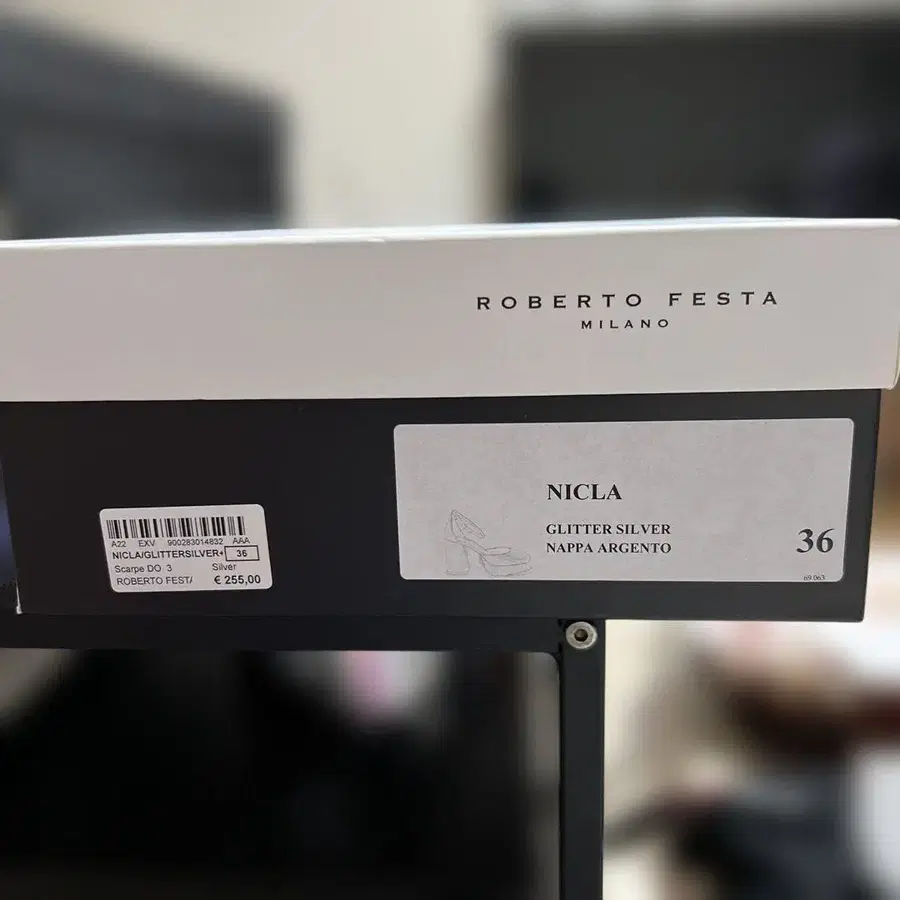 ROBERTO FESTA
MILANO
NICLA
GLITTER SILVER
NAPPA ARGENTO
36
69.063
A22 EXV 900283014832 AAA
NICLA/GLITTERSILVER+ 36
Scarpe DO 3 Silver
ROBERTO FEST/ € 255,00